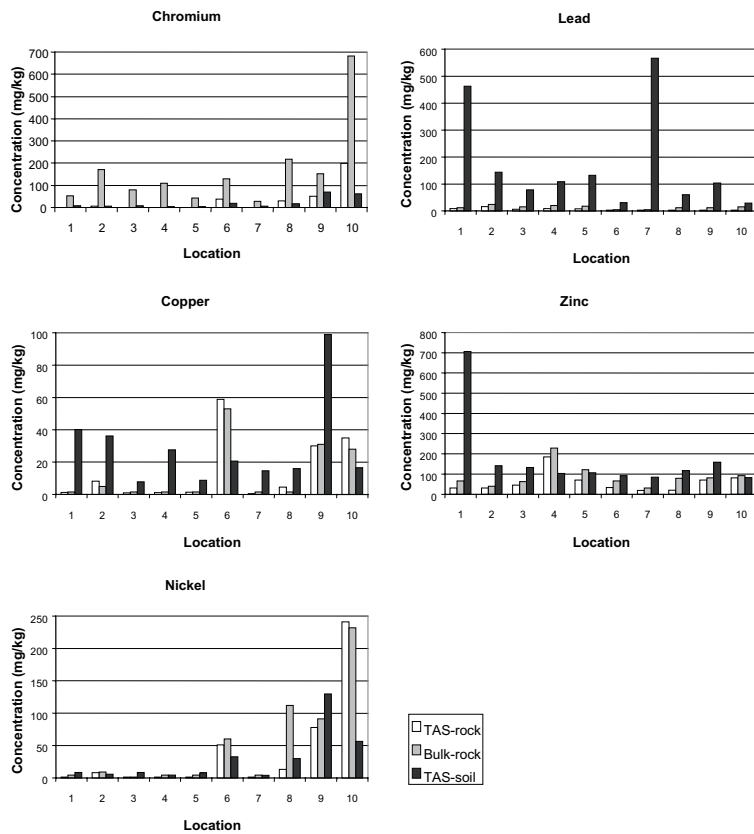 Chromium
Concentration (mg/kg)
700
600
500
400
300
200
100
0
1 2 3 4 5 6 7 8 9 10
Location
Lead
Concentration (mg/kg)
600
500
400
300
200
100
0
1 2 3 4 5 6 7 8 9 10
Location
Copper
Concentration (mg/kg)
100
80
60
40
20
0
1 2 3 4 5 6 7 8 9 10
Location
Zinc
Concentration (mg/kg)
800
700
600
500
400
300
200
100
0
1 2 3 4 5 6 7 8 9 10
Location
Nickel
Concentration (mg/kg)
250
200
150
100
50
0
1 2 3 4 5 6 7 8 9 10
Location
TAS-rock
Bulk-rock
TAS-soil